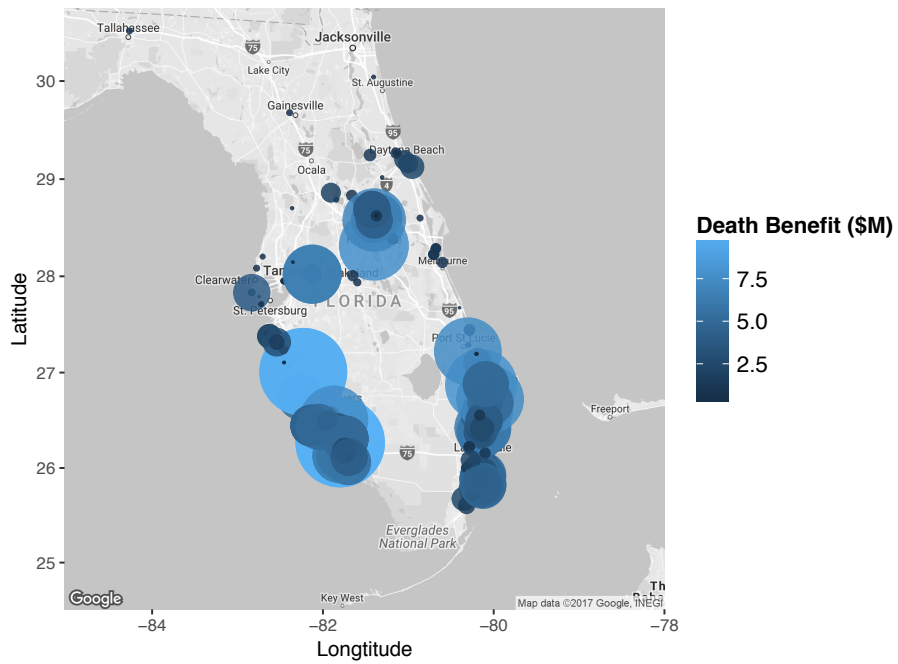 Tallahassee
Jacksonville
75
Lake City
30
St. Augustine
Gainesville
95
Daytona Beach
75
Ocala
29
4
Death Benefit ($M)
7.5
5.0
2.5
28
Melbourne
Clearwater
FLORIDA
St. Petersburg
95
Port St Lucie
Latitude
27
Freeport
26
75
Everglades
National Park
25
Key West
Google
Map data ©2017 Google, INEGI
−84
−82
−80
−78
Longtitude